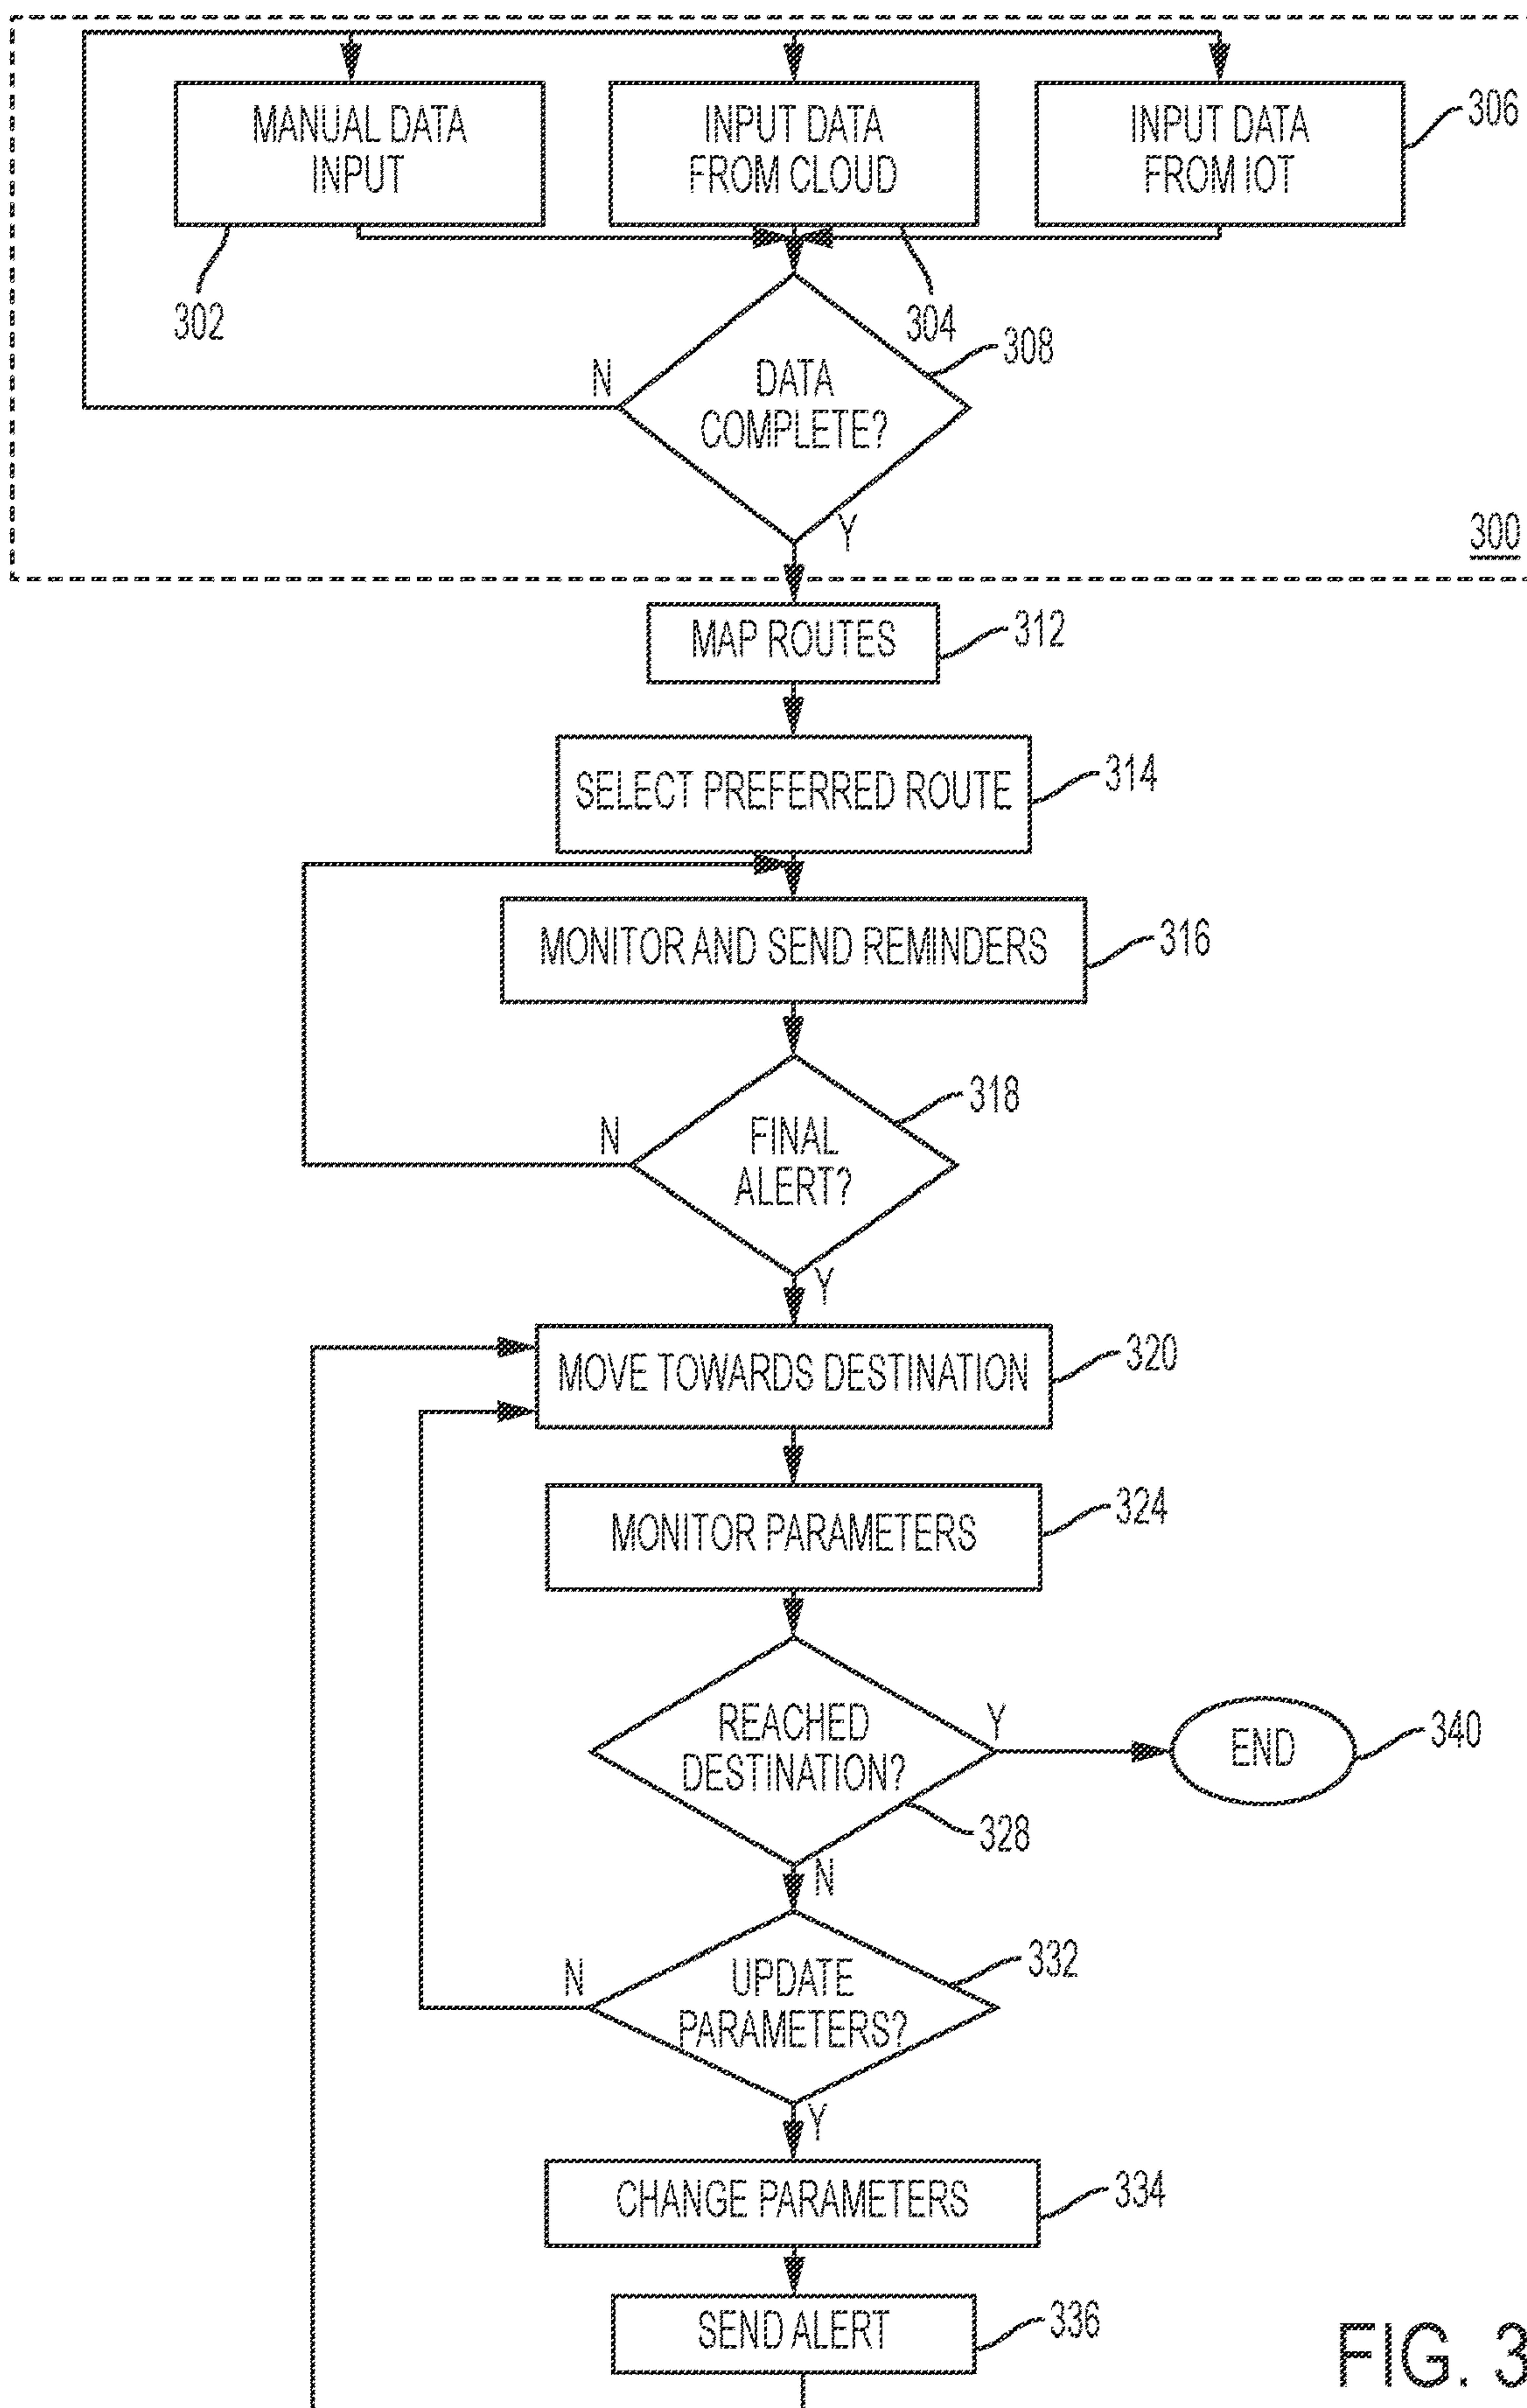 MANUAL DATA
INPUT
INPUT DATA
FROM CLOUD
INPUT DATA
FROM IOT
306
302
304
308
N
DATA
COMPLETE?
Y
300
MAP ROUTES
312
SELECT PREFERRED ROUTE
314
MONITOR AND SEND REMINDERS
316
318
N
FINAL
ALERT?
Y
MOVE TOWARDS DESTINATION
320
MONITOR PARAMETERS
324
REACHED
DESTINATION?
Y
END
340
328
N
332
N
UPDATE
PARAMETERS?
Y
CHANGE PARAMETERS
334
SEND ALERT
336
FIG. 3